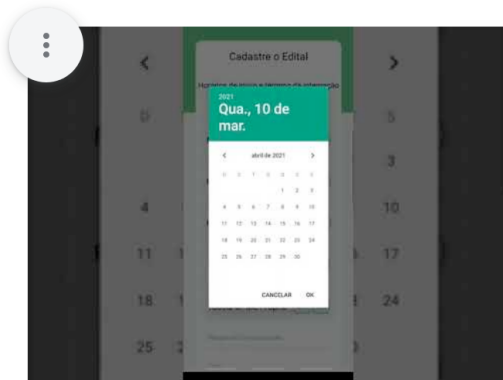 Cadastre o Edital
2021
Qua., 10 de
mar.
abril de 2021
D S T Q Q S S
1 2 3
4 5 6 7 8 9 10
11 12 13 14 15 16 17
18 19 20 21 22 23 24
25 26 27 28 29 30
CANCELAR OK
3
4 10
11 17
18 24
25